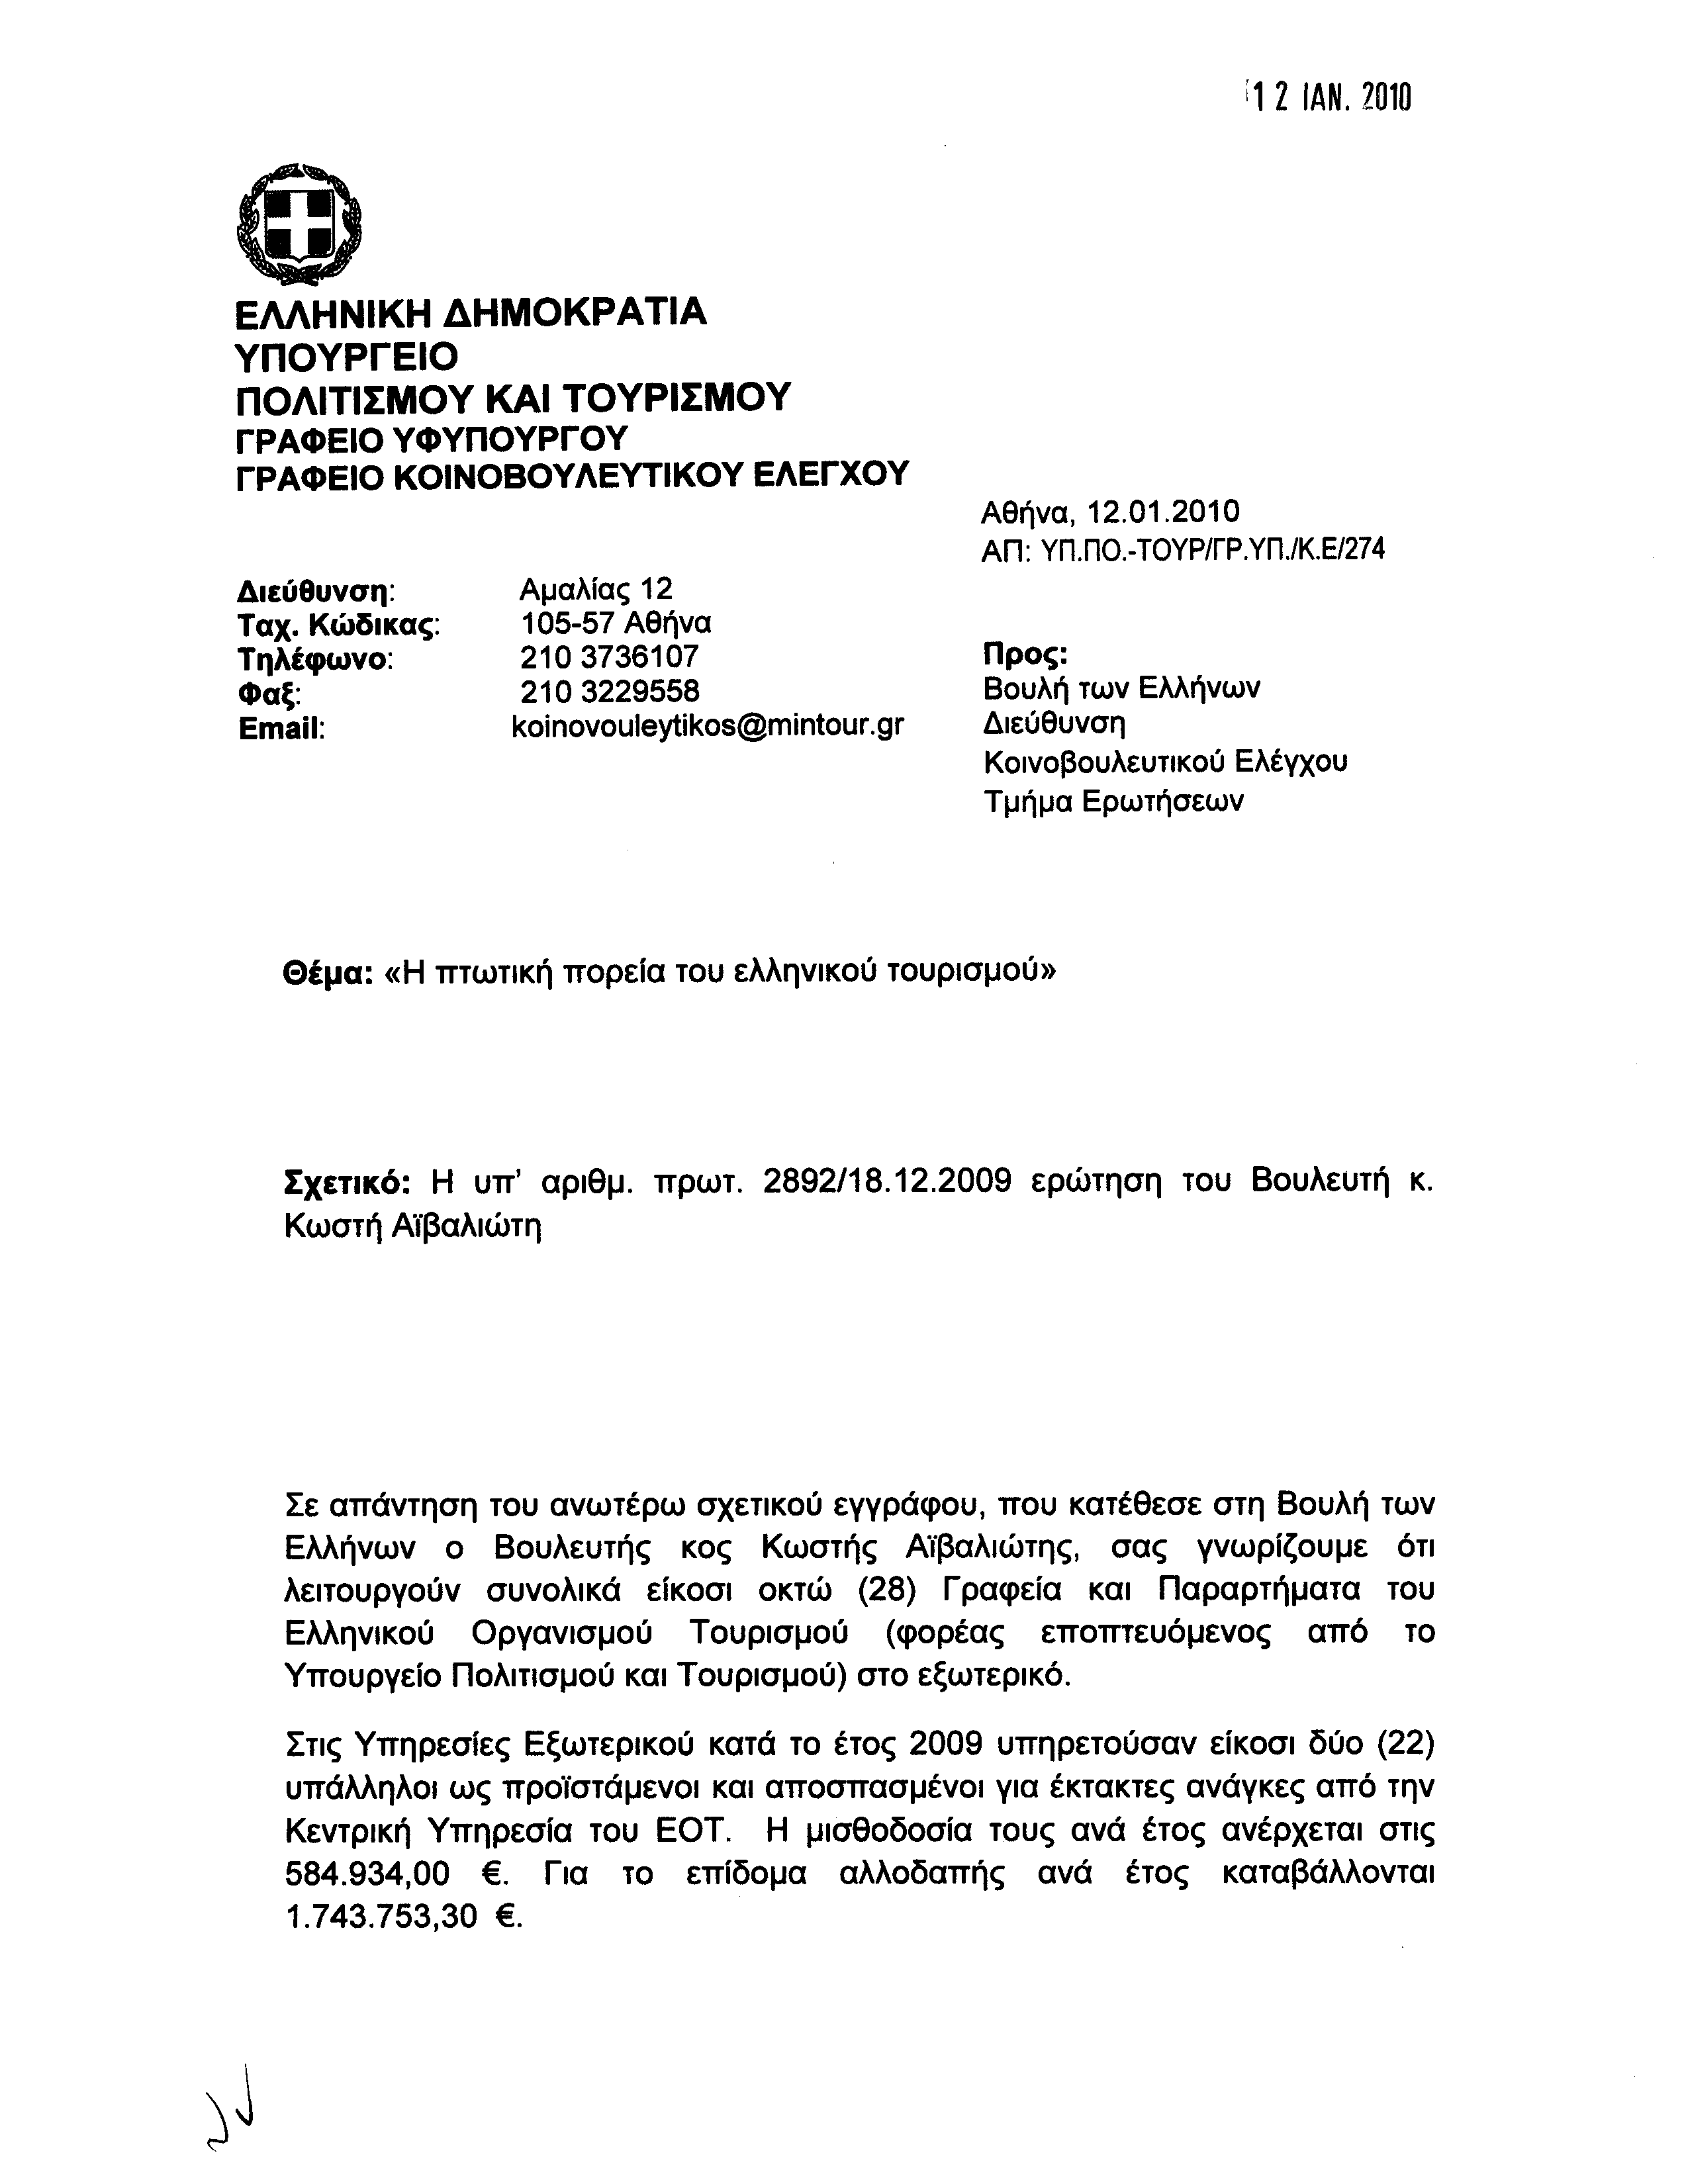 12 ΙΑΝ. 2010
ΕΛΛΗΝΙΚΗ ΔΗΜΟΚΡΑΤΙΑ
ΥΠΟΥΡΓΕΙΟ
ΠΟΛΙΤΙΣΜΟΥ ΚΑΙ ΤΟΥΡΙΣΜΟΥ
ΓΡΑΦΕΙΟ ΥΦΥΠΟΥΡΓΟΥ
ΓΡΑΦΕΙΟ ΚΟΙΝΟΒΟΥΛΕΥΤΙΚΟΥ ΕΛΕΓΧΟΥ
Αθήνα, 12.01.2010
ΑΠ: ΥΠ.ΠΟ.-ΤΟΥΡ/ΓΡ.ΥΠ./Κ.Ε/274
Διεύθυνση: Αμαλίας 12
Ταχ. Κώδικας: 105-57 Αθήνα
Τηλέφωνο: 210 3736107
Φαξ: 210 3229558
Email: koinovouleytikos@mintour.gr
Προς:
Βουλή των Ελλήνων
Διεύθυνση
Κοινοβουλευτικού Ελέγχου
Τμήμα Ερωτήσεων
Θέμα: «Η πτωτική πορεία του ελληνικού τουρισμού»
Σχετικό: Η υπ' αριθμ. πρωτ. 2892/18.12.2009 ερώτηση του Βουλευτή κ.
Κωστή Αϊβαλιώτη
Σε απάντηση του ανωτέρω σχετικού εγγράφου, που κατέθεσε στη Βουλή των
Ελλήνων ο Βουλευτής κος Κωστής Αϊβαλιώτης, σας γνωρίζουμε ότι
λειτουργούν συνολικά είκοσι οκτώ (28) Γραφεία και Παραρτήματα του
Ελληνικού Οργανισμού Τουρισμού (φορέας εποπτευόμενος από το
Υπουργείο Πολιτισμού και Τουρισμού) στο εξωτερικό.
Στις Υπηρεσίες Εξωτερικού κατά το έτος 2009 υπηρετούσαν είκοσι δύο (22)
υπάλληλοι ως προϊστάμενοι και αποσπασμένοι για έκτακτες ανάγκες από την
Κεντρική Υπηρεσία του ΕΟΤ. Η μισθοδοσία τους ανά έτος ανέρχεται στις
584.934,00 €. Για το επίδομα αλλοδαπής ανά έτος καταβάλλονται
1.743.753,30 €.